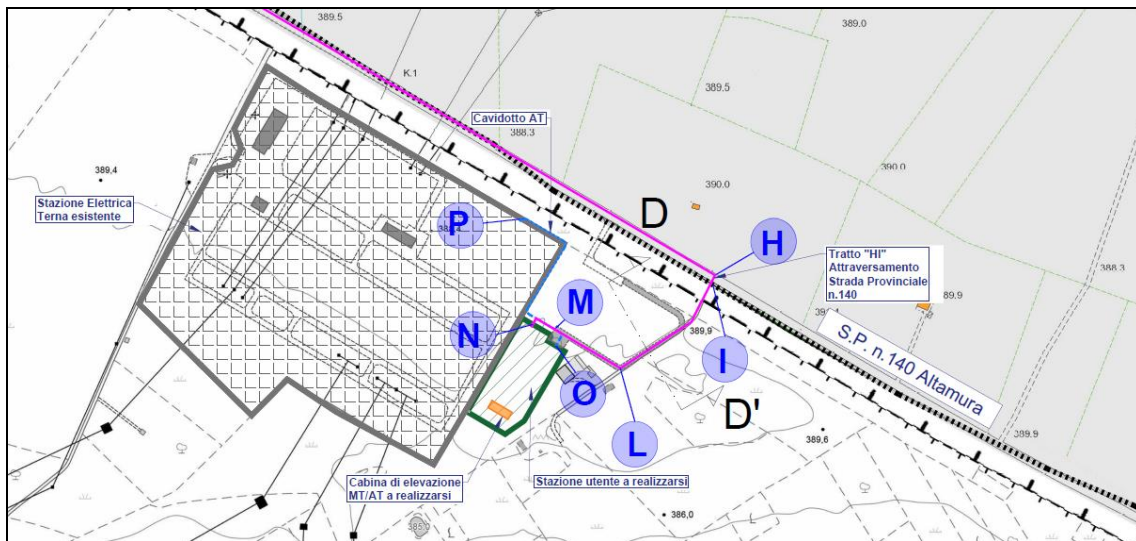 389.5
389.0
K.1
389.5
Cavidotto AT
388.3
389,4
390.0
390.0
Stazione Elettrica
Terna esistente
P
D
H
388.3
Tratto "HI"
Attraversamento
Strada Provinciale
n.140
M
N
389,9
I
S.P. n.140 Altamura
O
D'
L
389.9
389,6
Cabina di elevazione
MT/AT a realizzarsi
Stazione utente a realizzarsi
386,0
385,0